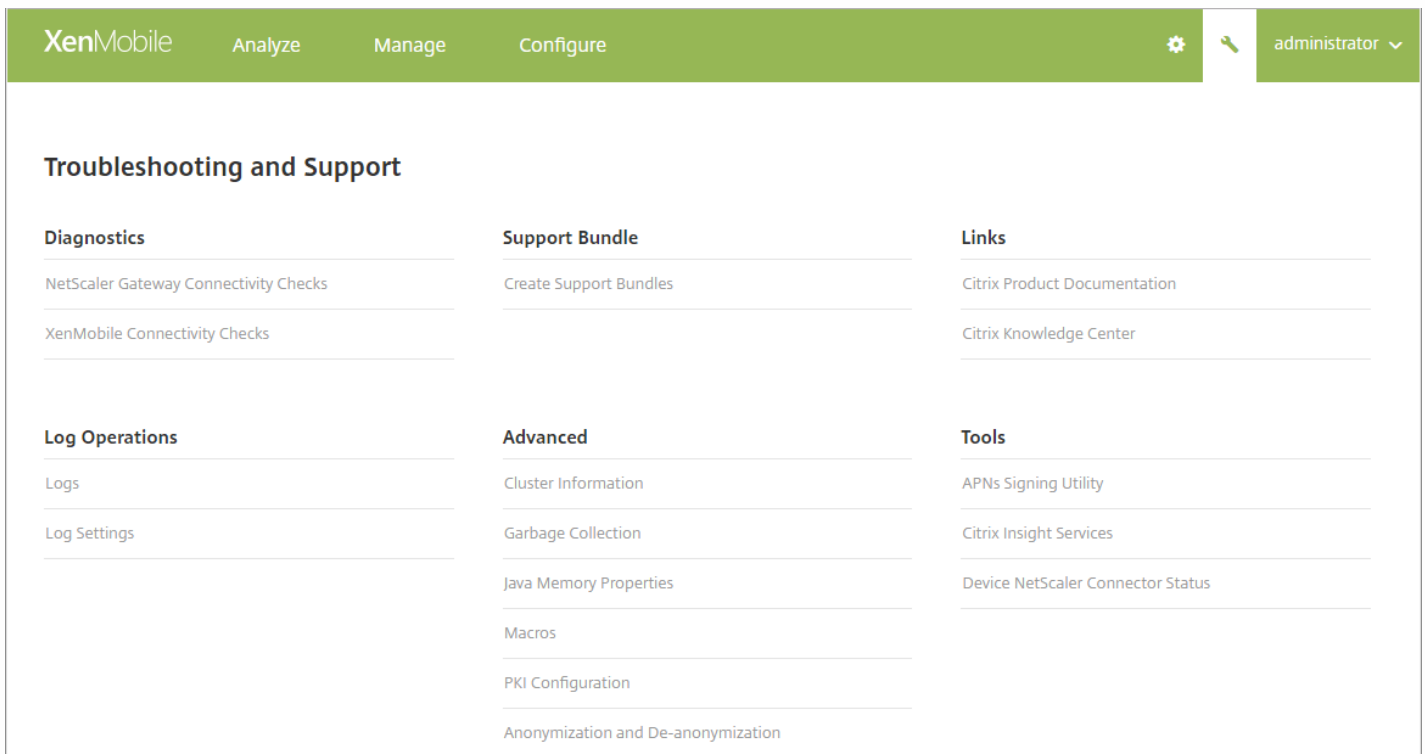 XenMobile Analyze Manage Configure administrator
Troubleshooting and Support
Diagnostics
NetScaler Gateway Connectivity Checks
XenMobile Connectivity Checks
Support Bundle
Create Support Bundles
Links
Citrix Product Documentation
Citrix Knowledge Center
Log Operations
Logs
Log Settings
Advanced
Cluster Information
Garbage Collection
Java Memory Properties
Macros
PKI Configuration
Anonymization and De-anonymization
Tools
APNs Signing Utility
Citrix Insight Services
Device NetScaler Connector Status